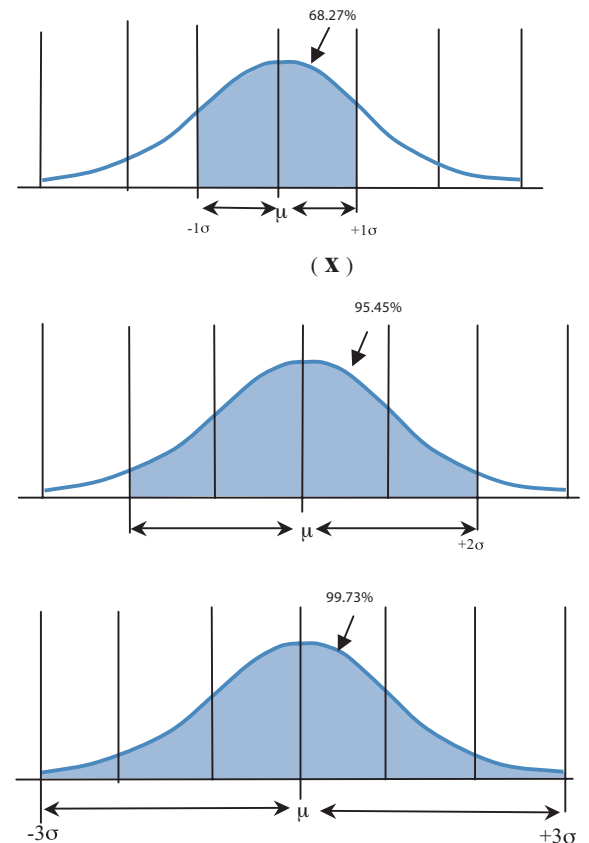 68.27%
μ
-1σ +1σ
( X )
95.45%
μ
+2σ
99.73%
μ
-3σ +3σ